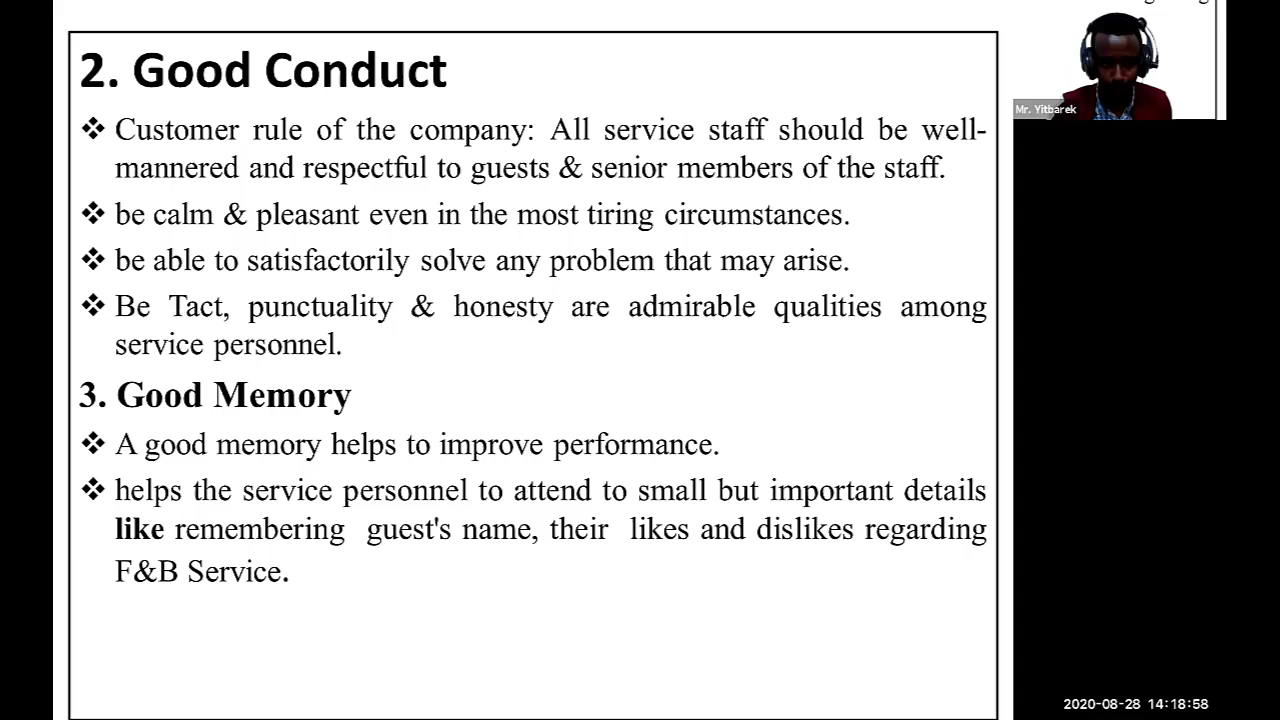 2. Good Conduct
❖ Customer rule of the company: All service staff should be well-
mannered and respectful to guests & senior members of the staff.
❖ be calm & pleasant even in the most tiring circumstances.
❖ be able to satisfactorily solve any problem that may arise.
❖ Be Tact, punctuality & honesty are admirable qualities among
service personnel.
3. Good Memory
❖ A good memory helps to improve performance.
❖ helps the service personnel to attend to small but important details
like remembering guest's name, their likes and dislikes regarding
F&B Service.
Mr. Yitbarek
2020-08-28 14:18:58